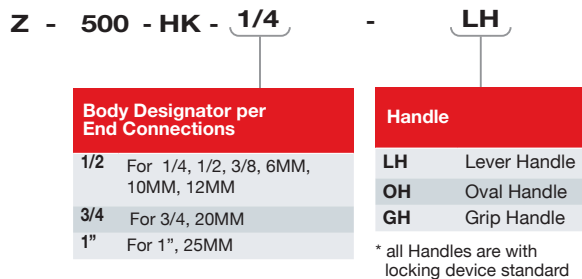 Z - 500 - HK - 1/4 - LH
Body Designator per
End Connections
1/2 For 1/4, 1/2, 3/8, 6MM,
10MM, 12MM
3/4 For 3/4, 20MM
1” For 1”, 25MM
Handle
LH Lever Handle
OH Oval Handle
GH Grip Handle
* all Handles are with
locking device standard